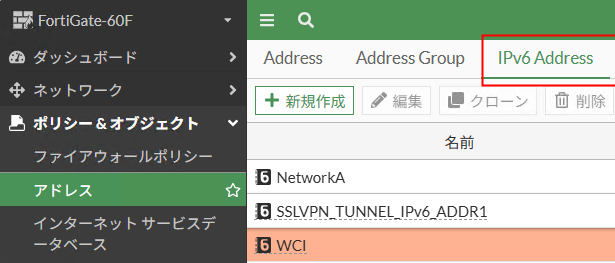 FortiGate-60F
ダッシュボード
ネットワーク
ポリシー & オブジェクト
ファイアウォールポリシー
アドレス
インターネット サービスデ
ータベース
Address Address Group IPv6 Address
新規作成 編集 クローン 削除
名前
6 NetworkA
6 SSLVPN_TUNNEL_IPv6_ADDR1
6 WCI